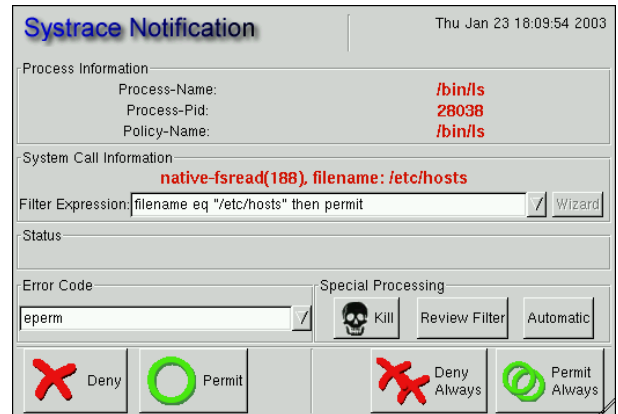 Systrace Notification
Thu Jan 23 18:09:54 2003
Process Information
Process-Name: /bin/ls
Process-Pid: 28038
Policy-Name: /bin/ls
System Call Information
native-fsread(188), filename: /etc/hosts
Filter Expression: filename eq "/etc/hosts" then permit
Wizard
Status
Error Code
eperm
Special Processing
Kill
Review Filter
Automatic
Deny
Permit
Deny Always
Permit Always